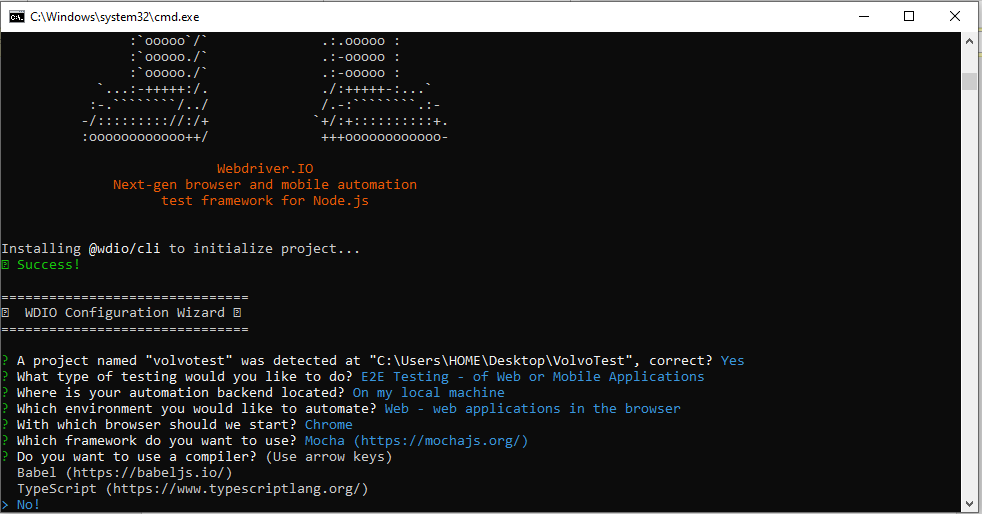 C:\Windows\system32\cmd.exe
:`ooooo`/` .:.ooooo :
:`ooooo./` .:-ooooo :
:`ooooo./` .:-ooooo :
`...:-+++++:/. ./:+++++-:...`
:-.````````/../ /.-:````````.:-
-/:::::::::://:/+ `+/:+::::::::::+.
:oooooooooooo++/ +++oooooooooooo-
Webdriver.IO
Next-gen browser and mobile automation
test framework for Node.js
Installing @wdio/cli to initialize project...
Success!
===============================
WDIO Configuration Wizard
===============================
? A project named "volvotest" was detected at "C:\Users\HOME\Desktop\VolvoTest", correct? Yes
? What type of testing would you like to do? E2E Testing - of Web or Mobile Applications
? Where is your automation backend located? On my local machine
? Which environment you would like to automate? Web - web applications in the browser
? With which browser should we start? Chrome
? Which framework do you want to use? Mocha (https://mochajs.org/)
? Do you want to use a compiler? (Use arrow keys)
Babel (https://babeljs.io/)
TypeScript (https://www.typescriptlang.org/)
> No!